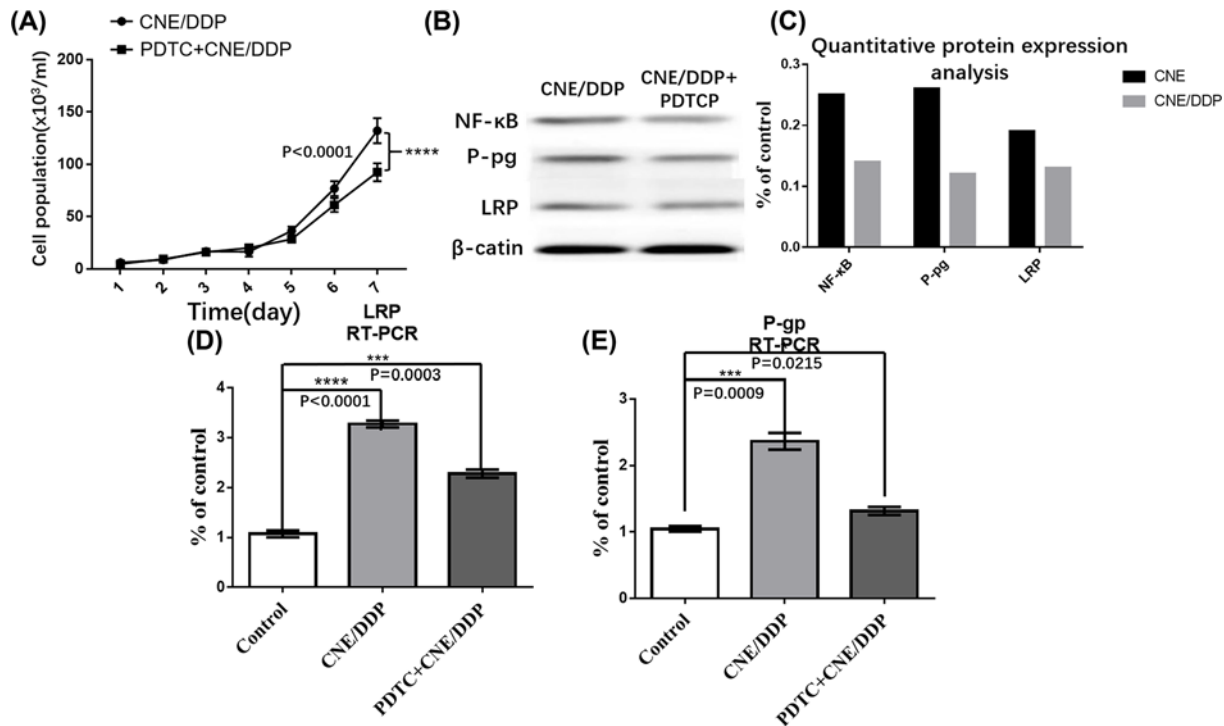 (A)
CNE/DDP
PDTC+CNE/DDP
Cell population(x10³/ml)
200
150
100
50
0
P<0.0001
****
1 2 3 4 5 6 7
Time(day)
(B)
CNE/DDP
CNE/DDP+
PDTCP
NF-κB
P-pg
LRP
β-catin
(C)
Quantitative protein expression
analysis
CNE
CNE/DDP
% of control
0.3
0.2
0.1
0.0
NF-κB P-pg LRP
(D)
LRP
RT-PCR
***
P=0.0003
****
P<0.0001
% of control
4
3
2
1
0
Control CNE/DDP PDTC+CNE/DDP
(E)
P-gp
RT-PCR
*
P=0.0215
***
P=0.0009
% of control
3
2
1
0
Control CNE/DDP PDTC+CNE/DDP